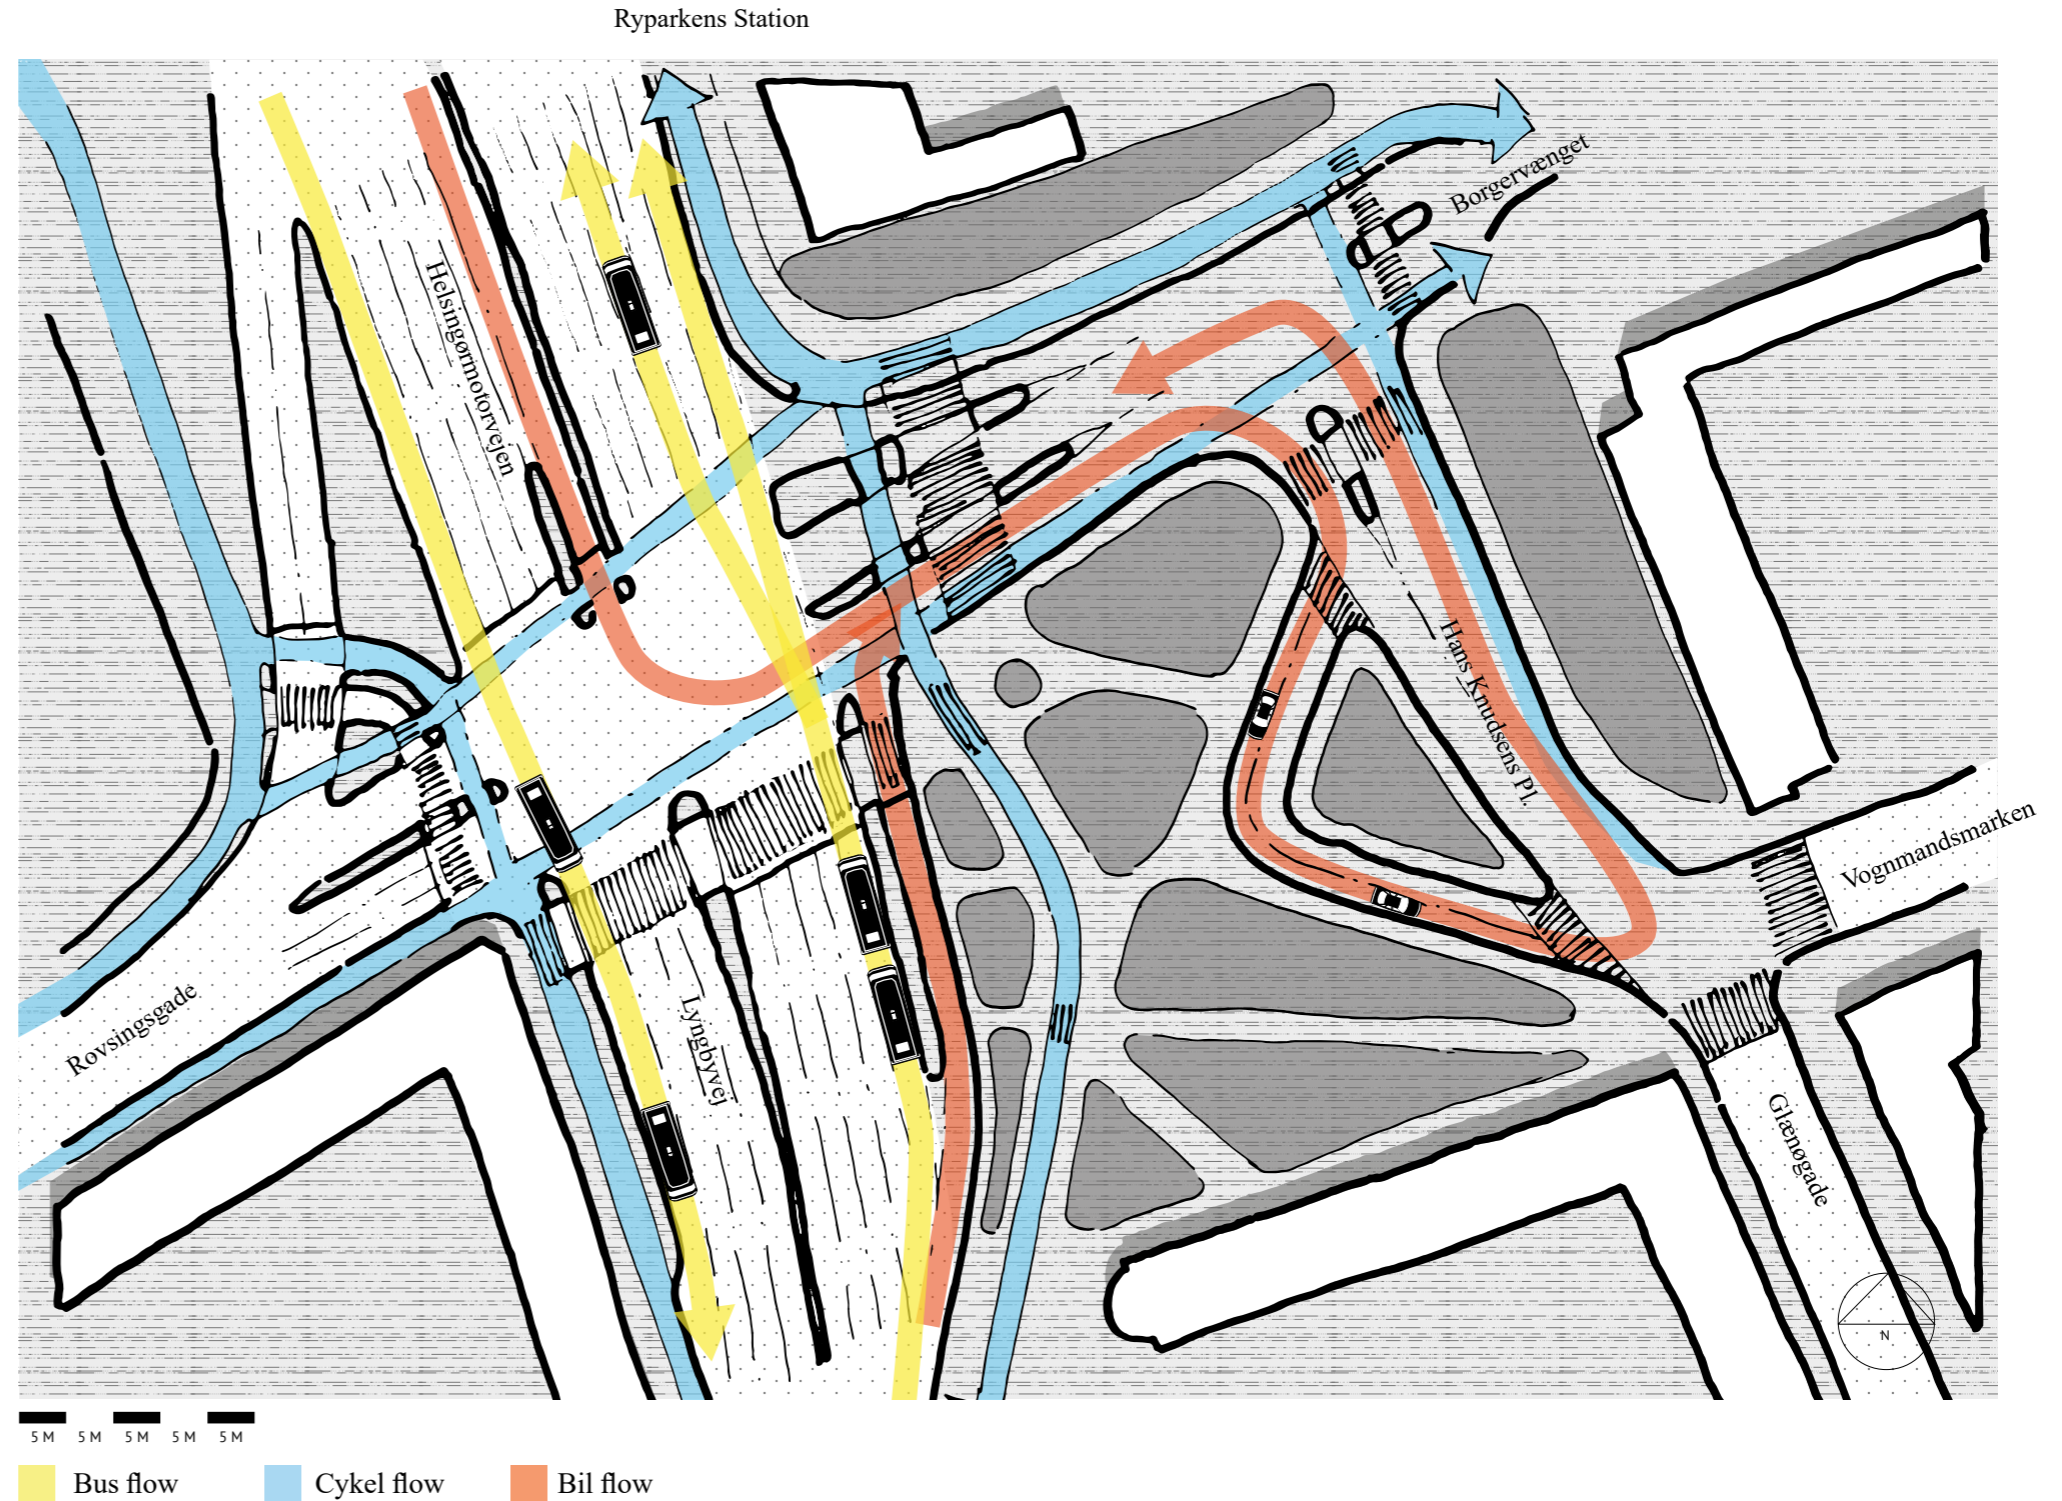 Ryparkens Station
Borgervænget
Helsingørmotorvejen
Hans Knudsens Pl.
Vognmandsmarken
Rovsingsgade
Lyngbyvej
Glænøgade
N
5 M 5 M 5 M 5 M 5 M
Bus flow Cykel flow Bil flow